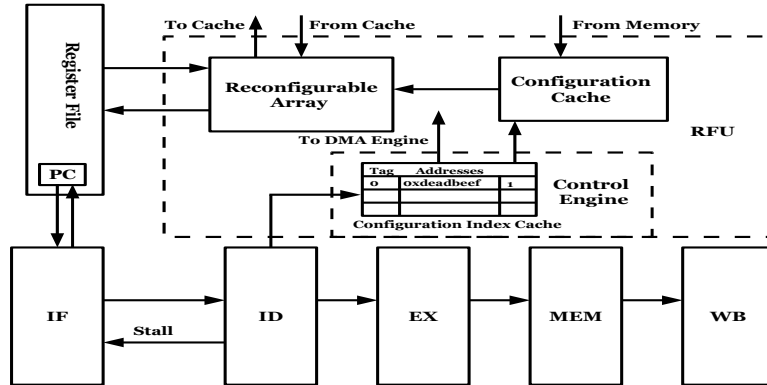 To Cache
From Cache
From Memory
Register File
Reconfigurable
Array
Configuration
Cache
RFU
To DMA Engine
PC
Tag Addresses
0 0xdeadbeef 1
Control
Engine
Configuration Index Cache
IF
ID
EX
MEM
WB
Stall